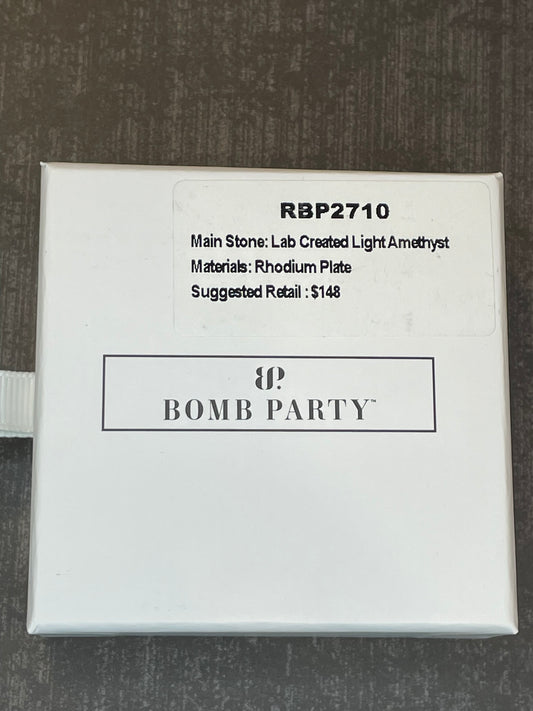 RBP2710
Main Stone: Lab Created Light Amethyst
Materials: Rhodium Plate
Suggested Retail : $148
BP.
BOMB PARTY™